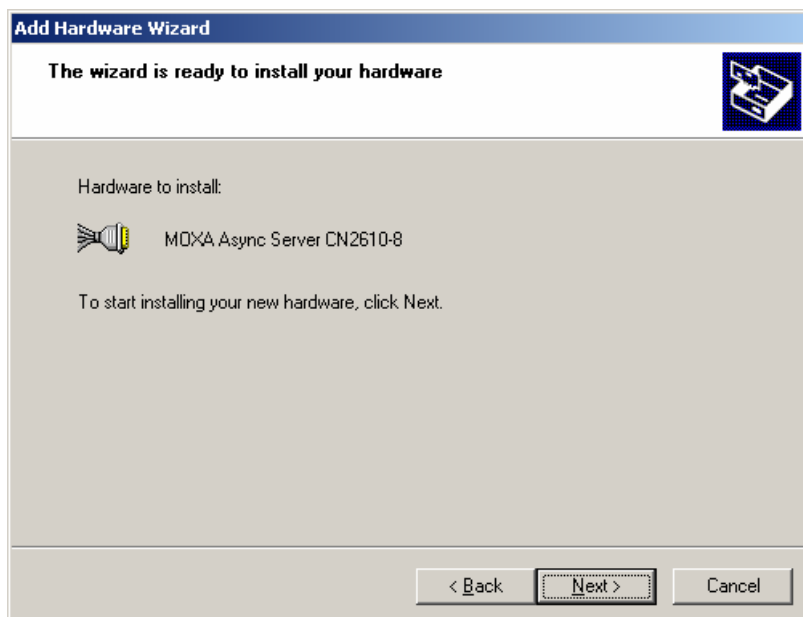 Add Hardware Wizard
The wizard is ready to install your hardware
Hardware to install:
MOXA Async Server CN2610-8
To start installing your new hardware, click Next.
< Back Next > Cancel